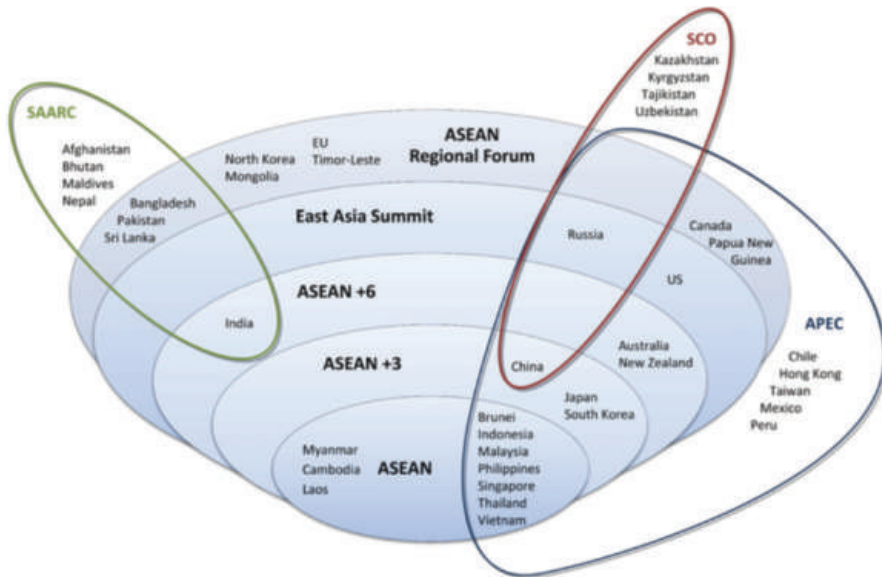 SCO
Kazakhstan
Kyrgyzstan
Tajikistan
Uzbekistan
SAARC
Afghanistan
Bhutan
Maldives
Nepal
Bangladesh
Pakistan
Sri Lanka
North Korea
Mongolia
EU
Timor-Leste
ASEAN
Regional Forum
East Asia Summit
Russia
Canada
Papua New
Guinea
US
ASEAN +6
India
APEC
Chile
Hong Kong
Taiwan
Mexico
Peru
Australia
New Zealand
ASEAN +3
China
Japan
South Korea
Myanmar
Cambodia
Laos
ASEAN
Brunei
Indonesia
Malaysia
Philippines
Singapore
Thailand
Vietnam